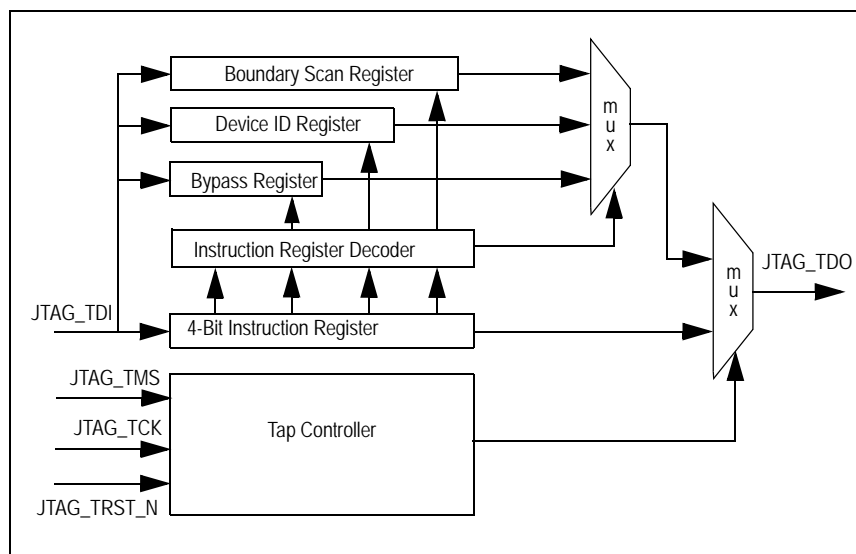 Boundary Scan Register
Device ID Register
Bypass Register
Instruction Register Decoder
4-Bit Instruction Register
Tap Controller
m
u
x
m
u
x
JTAG_TDI
JTAG_TMS
JTAG_TCK
JTAG_TRST_N
JTAG_TDO